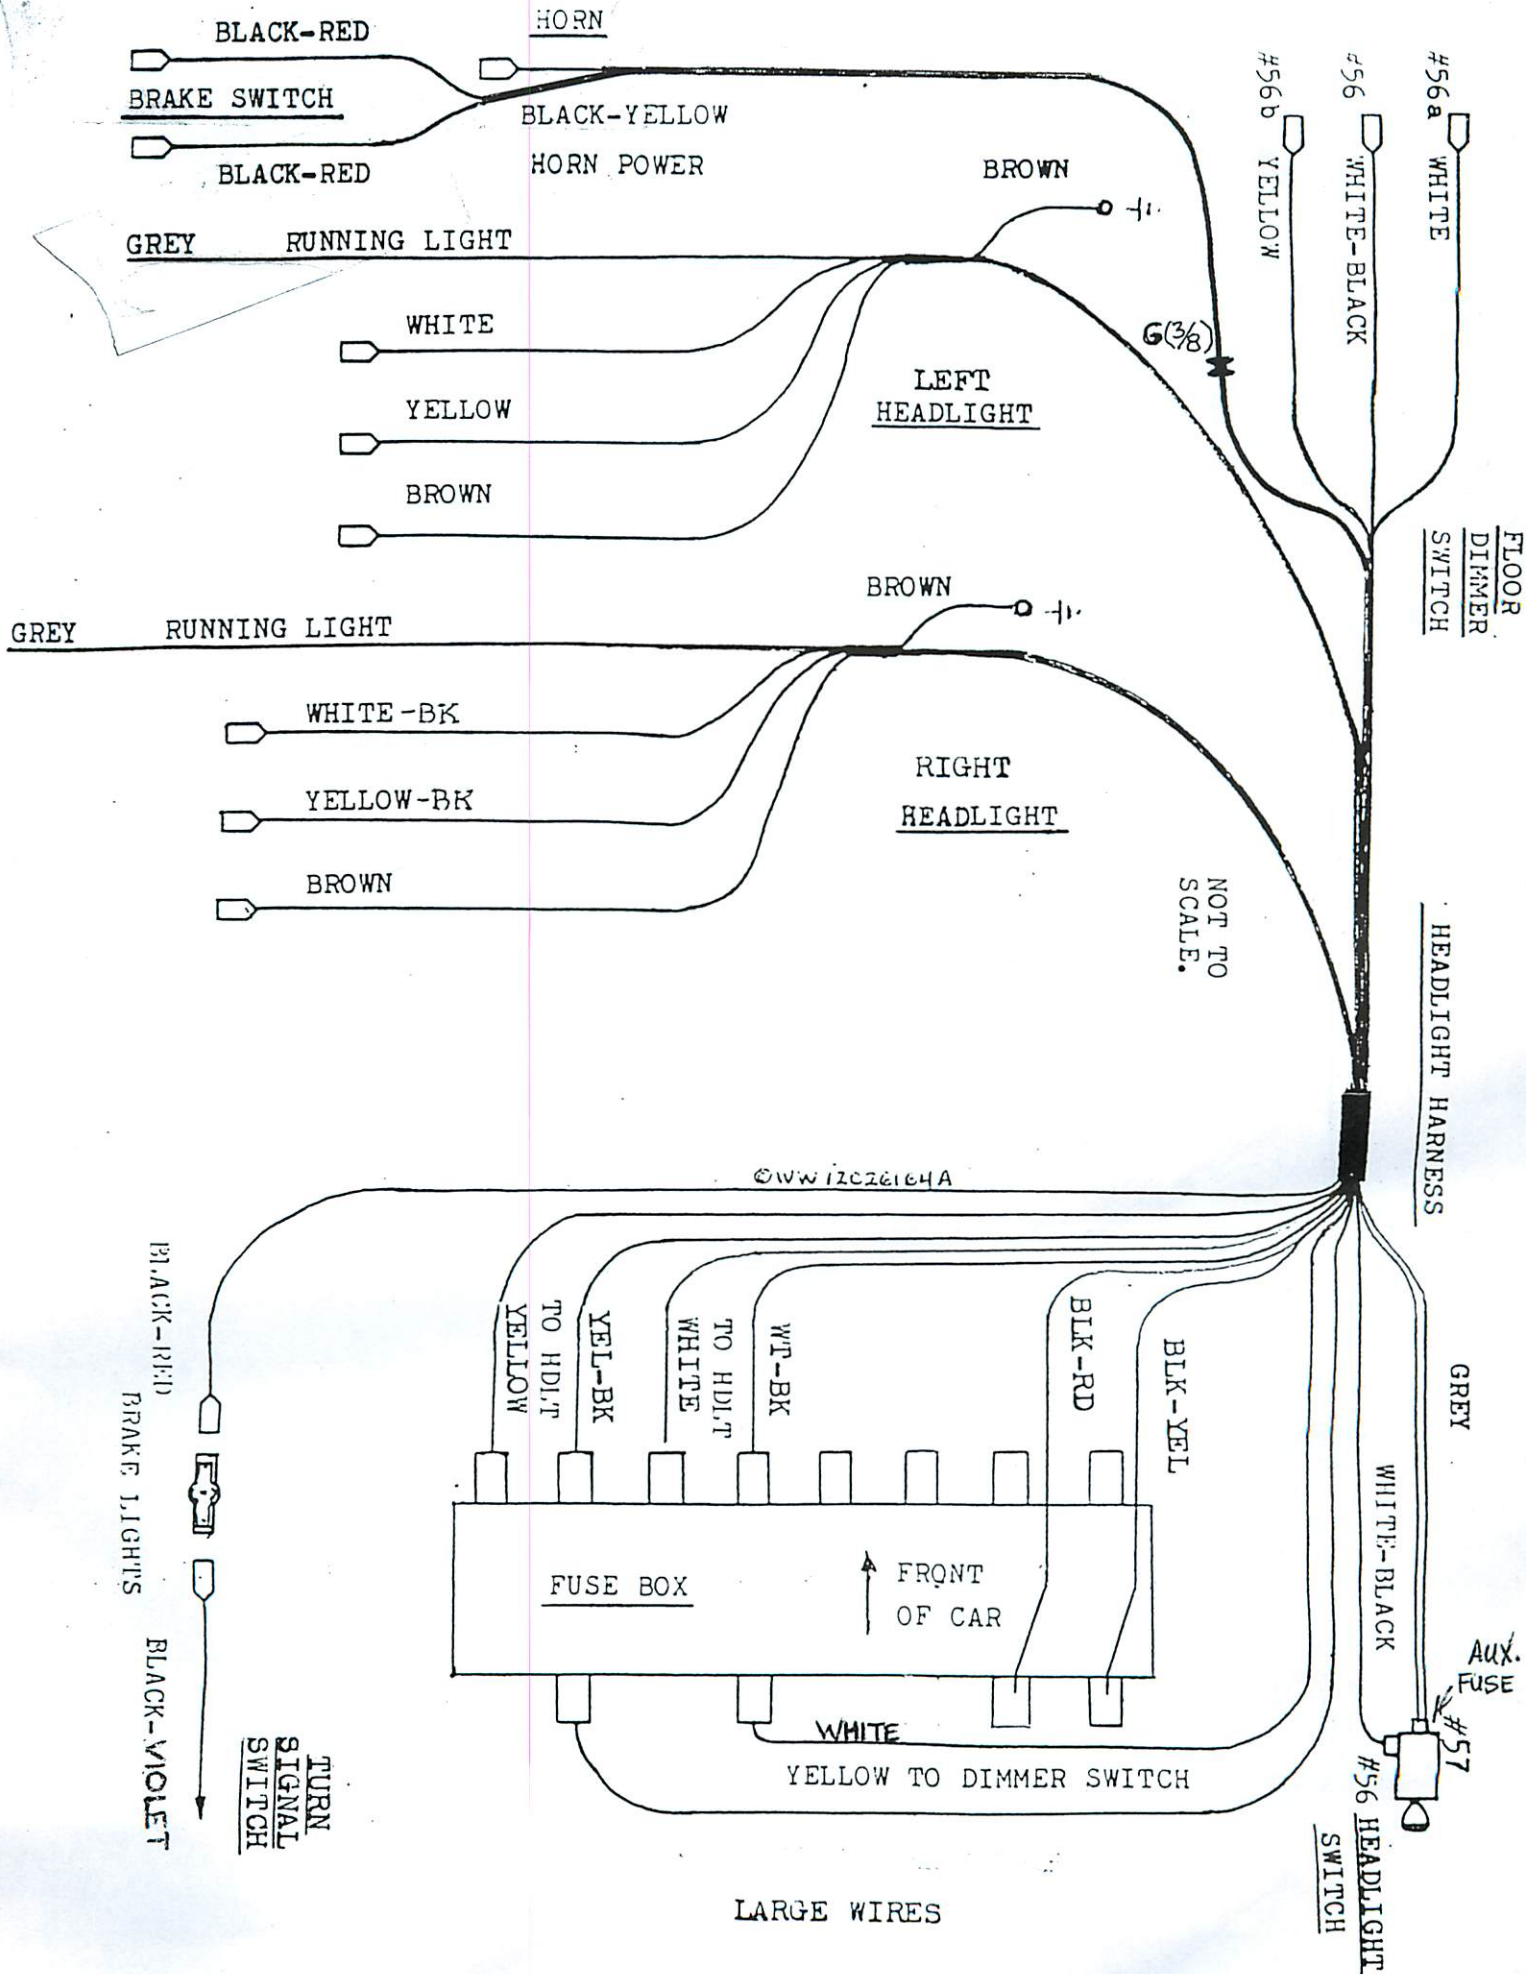 HORN
BLACK-RED
BRAKE SWITCH
BLACK-YELLOW
HORN POWER
BLACK-RED
BROWN
#56b
YELLOW
#56
WHITE-BLACK
#56a
WHITE
GREY
RUNNING LIGHT
WHITE
G(3/8)
LEFT
HEADLIGHT
YELLOW
BROWN
FLOOR
DIMMER
SWITCH
BROWN
GREY
RUNNING LIGHT
WHITE-BK
RIGHT
HEADLIGHT
YELLOW-BK
BROWN
NOT TO
SCALE.
HEADLIGHT HARNESS
©WW12C26164A
BLACK-RED
BRAKE LIGHTS
BLACK-VIOLET
YELLOW
TO HDLT
YEL-BK
WHITE
TO HDLT
WT-BK
BLK-RD
BLK-YEL
GREY
WHITE-BLACK
FUSE BOX
FRONT
OF CAR
AUX.
FUSE
#57
#56
HEADLIGHT
SWITCH
WHITE
YELLOW TO DIMMER SWITCH
TURN
SIGNAL
SWITCH
LARGE WIRES